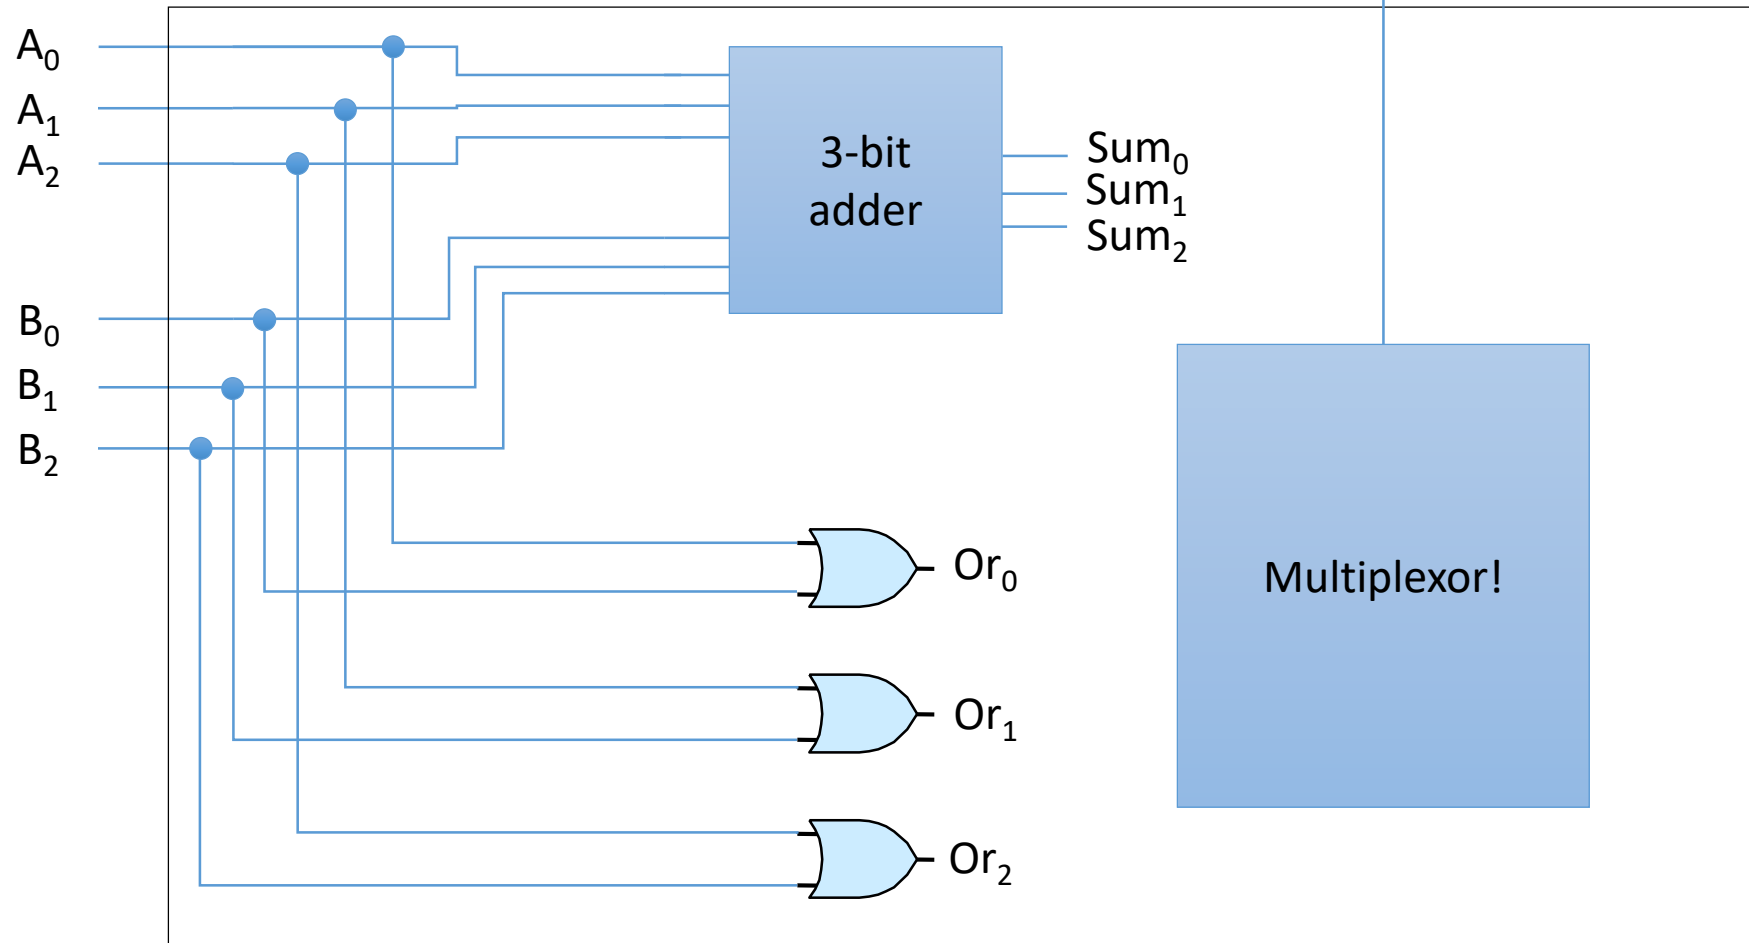 A₀
A₁
A₂
B₀
B₁
B₂
3-bit
adder
Sum₀
Sum₁
Sum₂
Or₀
Or₁
Or₂
Multiplexor!